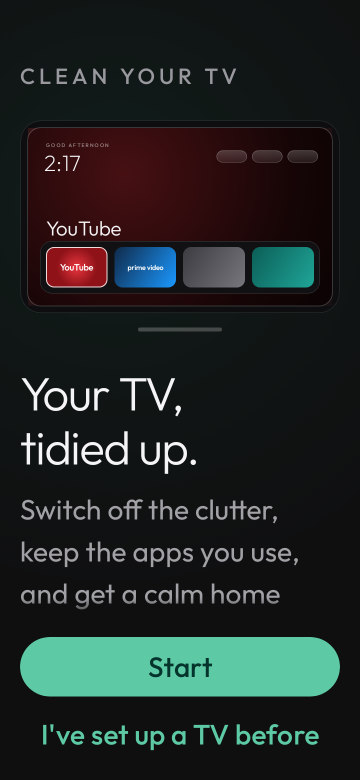 CLEAN YOUR TV
GOOD AFTERNOON
2:17
YouTube
YouTube
prime video
Your TV,
tidied up.
Switch off the clutter,
keep the apps you use,
and get a calm home
Start
I've set up a TV before